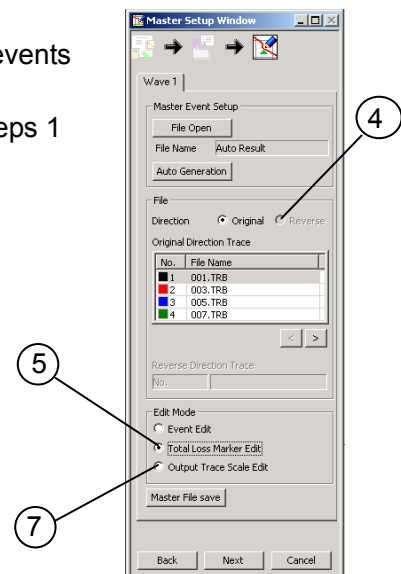 events
eps 1
Master Setup Window
Wave 1
Master Event Setup
File Open
File Name Auto Result
Auto Generation
File
Direction Original Reverse
Original Direction Trace
No. File Name
1 001.TRB
2 003.TRB
3 005.TRB
4 007.TRB
< >
Reverse Direction Trace
No.
Edit Mode
Event Edit
Total Loss Marker Edit
Output Trace Scale Edit
Master File save
Back Next Cancel
4
5
7